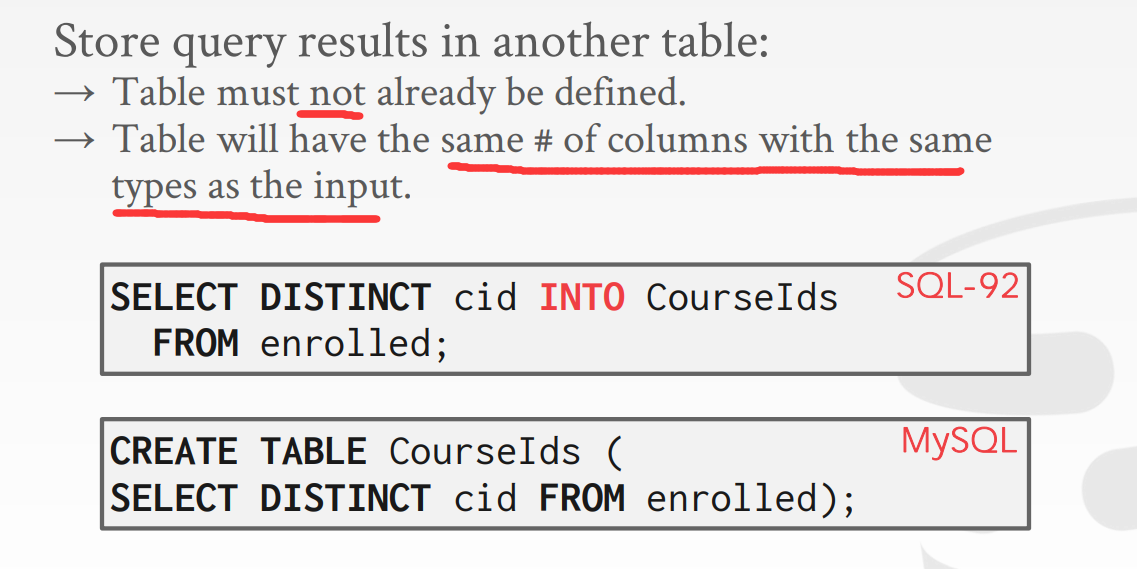 Store query results in another table:
→ Table must not already be defined.
→ Table will have the same # of columns with the same
types as the input.
SELECT DISTINCT cid INTO CourseIds
FROM enrolled;
SQL-92
CREATE TABLE CourseIds (
SELECT DISTINCT cid FROM enrolled);
MySQL